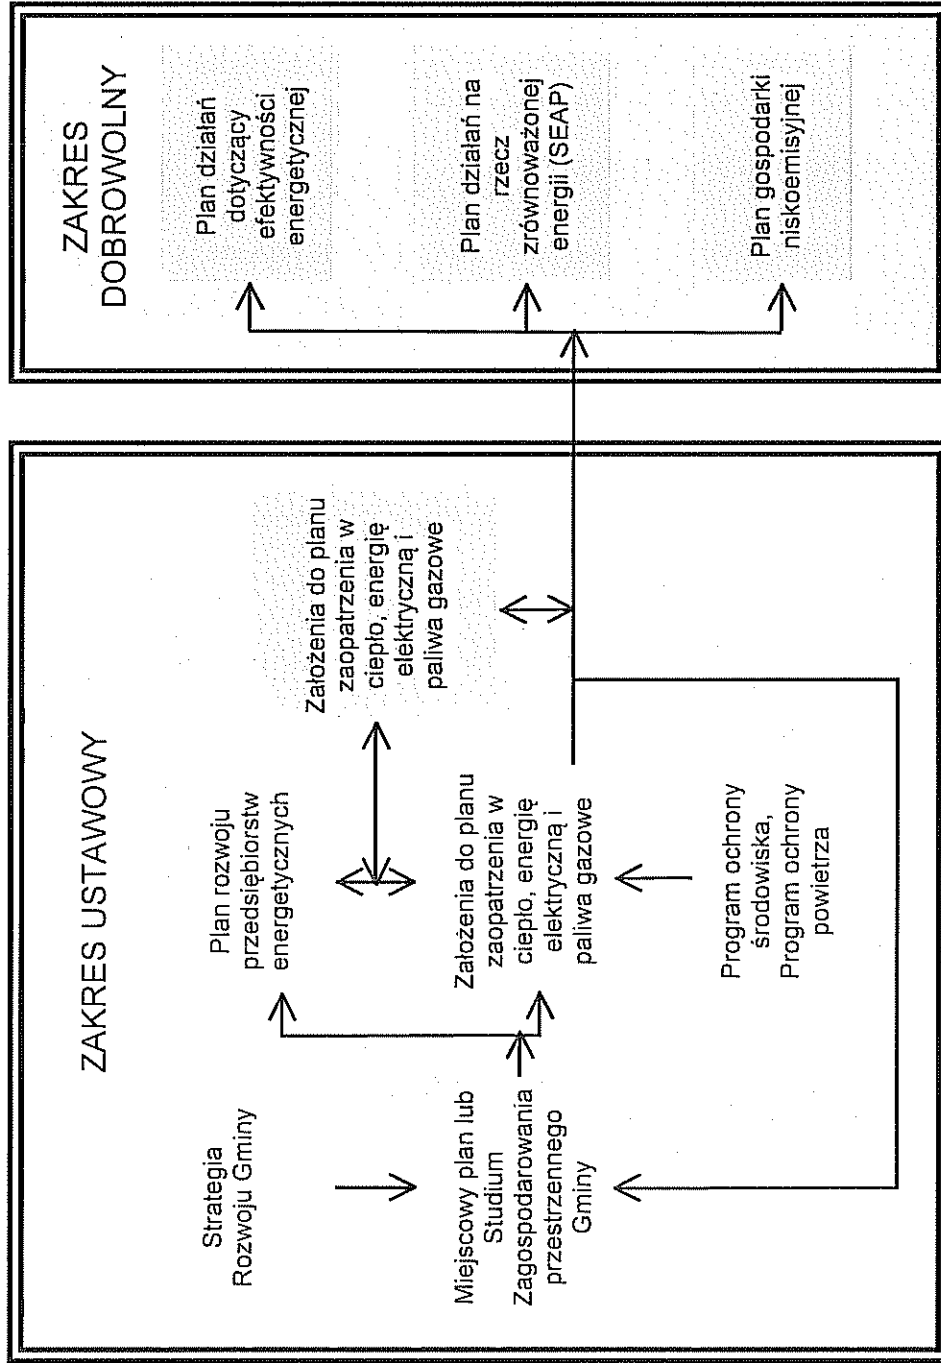 ZAKRES USTAWOWY
Strategia
Rozwoju Gminy
Miejscowy plan lub
Studium
Zagospodarowania
przestrzennego
Gminy
Plan rozwoju
przedsiębiorstw
energetycznych
Założenia do planu
zaopatrzenia w
ciepło, energię
elektryczną i
paliwa gazowe
Program ochrony
środowiska,
Program ochrony
powietrza
Założenia do planu
zaopatrzenia w
ciepło, energię
elektryczną i
paliwa gazowe
ZAKRES
DOBROWOLNY
Plan działań
dotyczący
efektywności
energetycznej
Plan działań na
rzecz
zrównoważonej
energii (SEAP)
Plan gospodarki
niskoemisyjnej